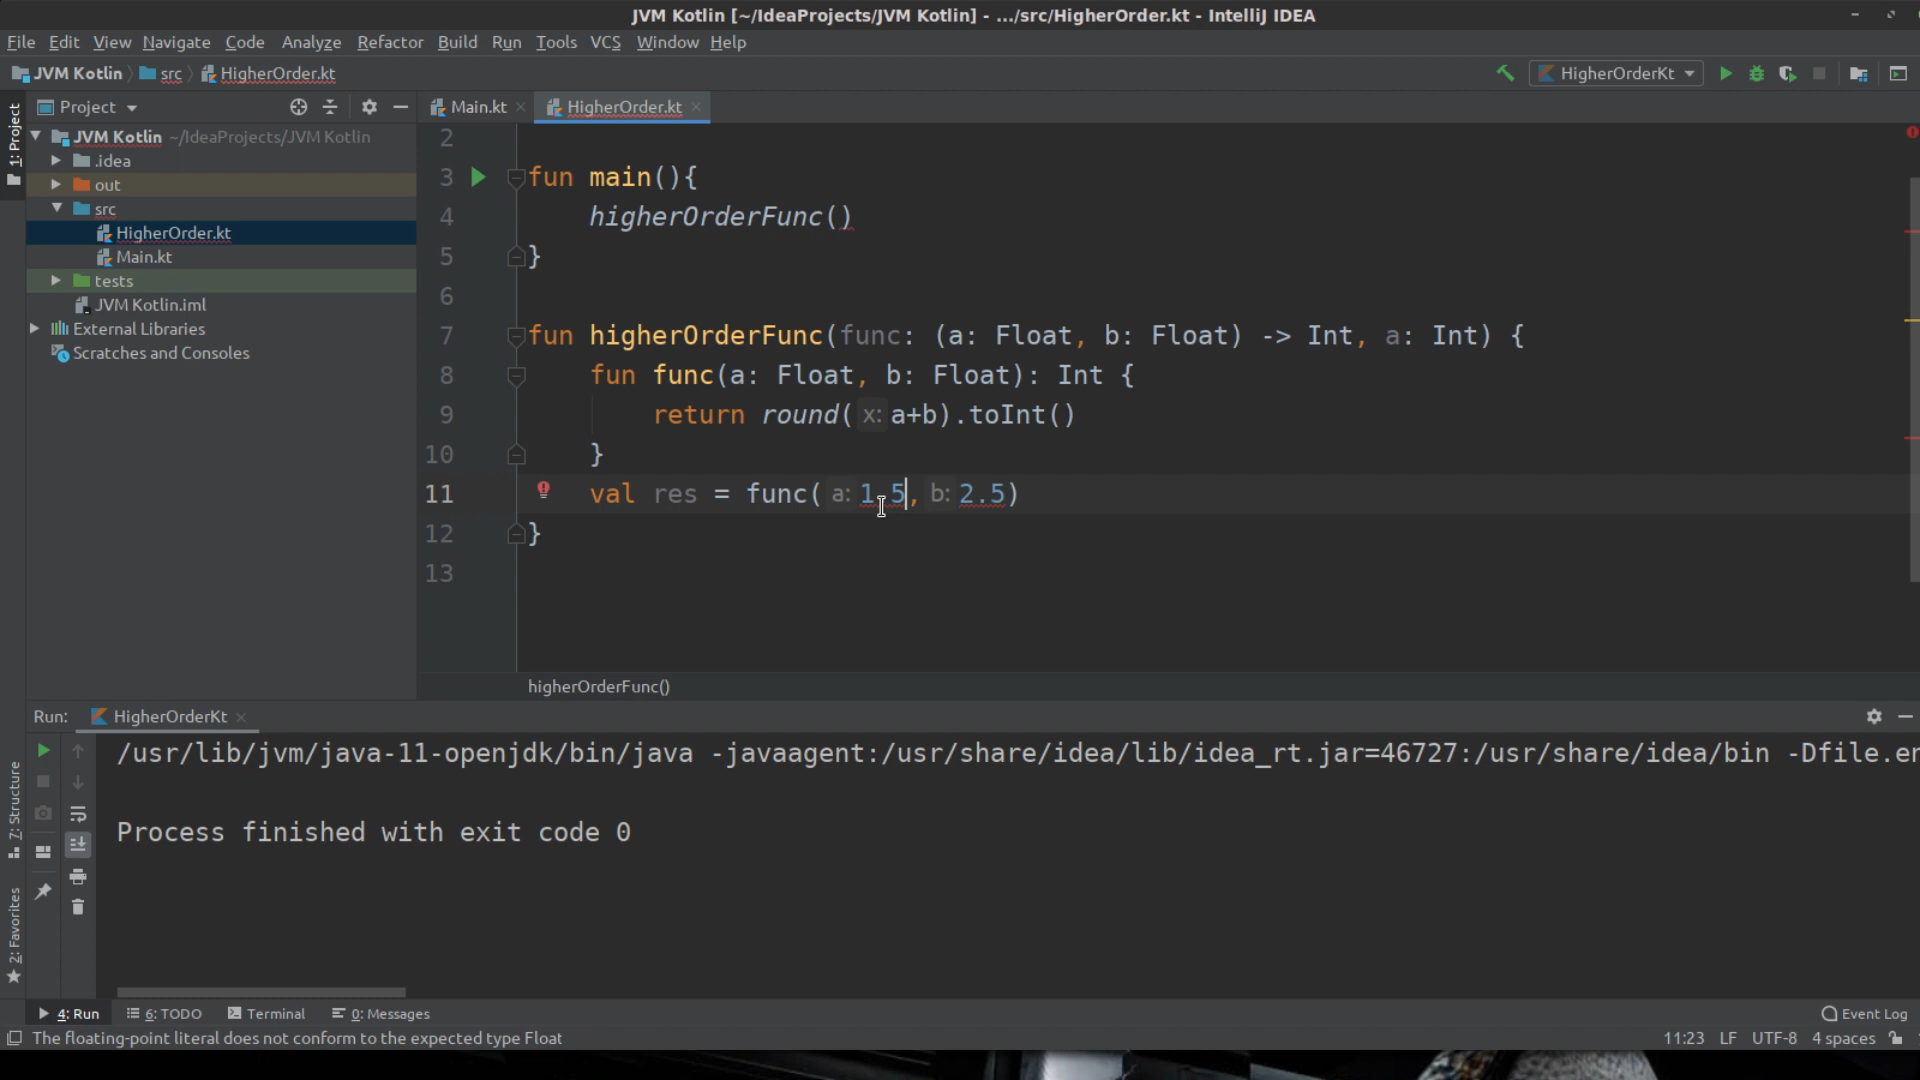 JVM Kotlin [~/IdeaProjects/JVM Kotlin] - .../src/HigherOrder.kt - IntelliJ IDEA
File Edit View Navigate Code Analyze Refactor Build Run Tools VCS Window Help
JVM Kotlin src HigherOrder.kt HigherOrderKt
1: Project
Project
Main.kt HigherOrder.kt
JVM Kotlin ~/IdeaProjects/JVM Kotlin
.idea
out
src
HigherOrder.kt
Main.kt
tests
JVM Kotlin.iml
External Libraries
Scratches and Consoles
2
3 fun main(){
4 higherOrderFunc()
5 }
6
7 fun higherOrderFunc(func: (a: Float, b: Float) -> Int, a: Int) {
8 fun func(a: Float, b: Float): Int {
9 return round( x: a+b).toInt()
10 }
11 val res = func( a: 1.5, b: 2.5)
12 }
13
higherOrderFunc()
Run: HigherOrderKt
/usr/lib/jvm/java-11-openjdk/bin/java -javaagent:/usr/share/idea/lib/idea_rt.jar=46727:/usr/share/idea/bin -Dfile.en
Process finished with exit code 0
7: Structure
2: Favorites
4: Run 6: TODO Terminal 0: Messages Event Log
The floating-point literal does not conform to the expected type Float 11:23 LF UTF-8 4 spaces